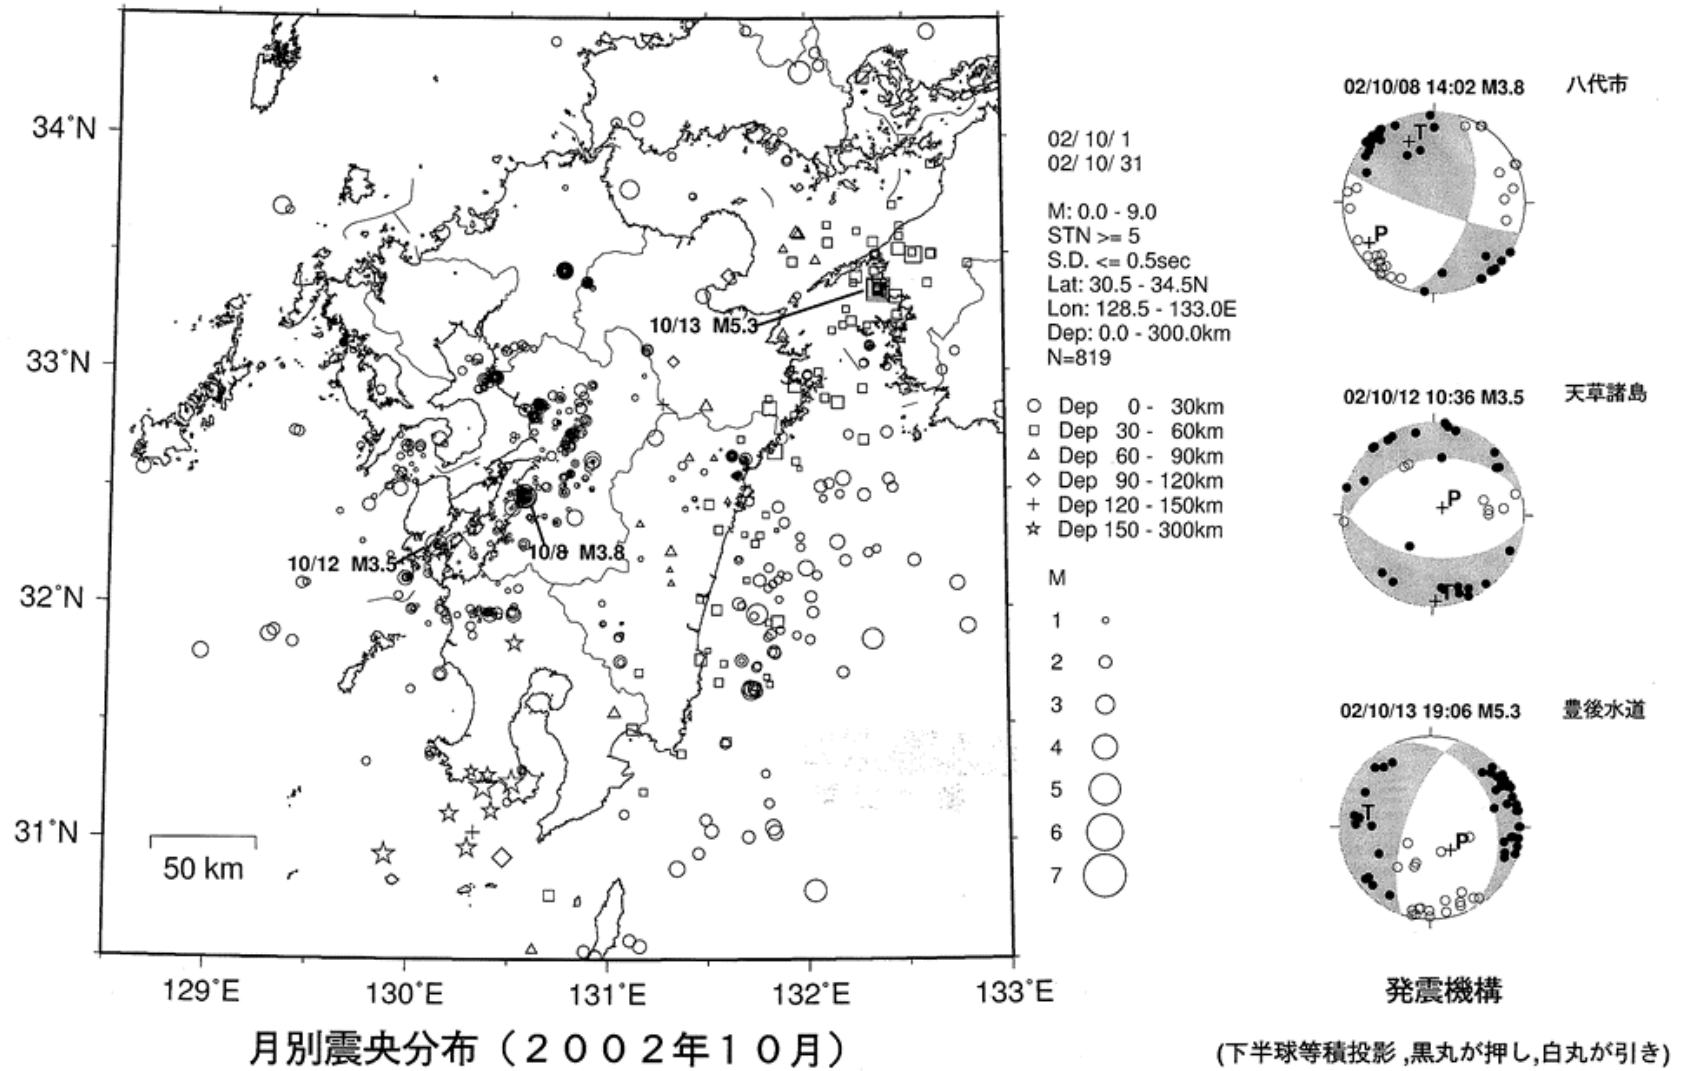 34°N
33°N
32°N
31°N
129°E
130°E
131°E
132°E
133°E
50 km
10/13 M5.3
10/12 M3.5
10/8 M3.8
月別震央分布（２００２年１０月）
02/ 10/ 1
02/ 10/ 31
M: 0.0 - 9.0
STN >= 5
S.D. <= 0.5sec
Lat: 30.5 - 34.5N
Lon: 128.5 - 133.0E
Dep: 0.0 - 300.0km
N=819
Dep 0 - 30km
Dep 30 - 60km
Dep 60 - 90km
Dep 90 - 120km
Dep 120 - 150km
Dep 150 - 300km
M
1
2
3
4
5
6
7
02/10/08 14:02 M3.8 八代市
T
P
02/10/12 10:36 M3.5 天草諸島
P
T
02/10/13 19:06 M5.3 豊後水道
T
P
発震機構
(下半球等積投影 ,黒丸が押し,白丸が引き)